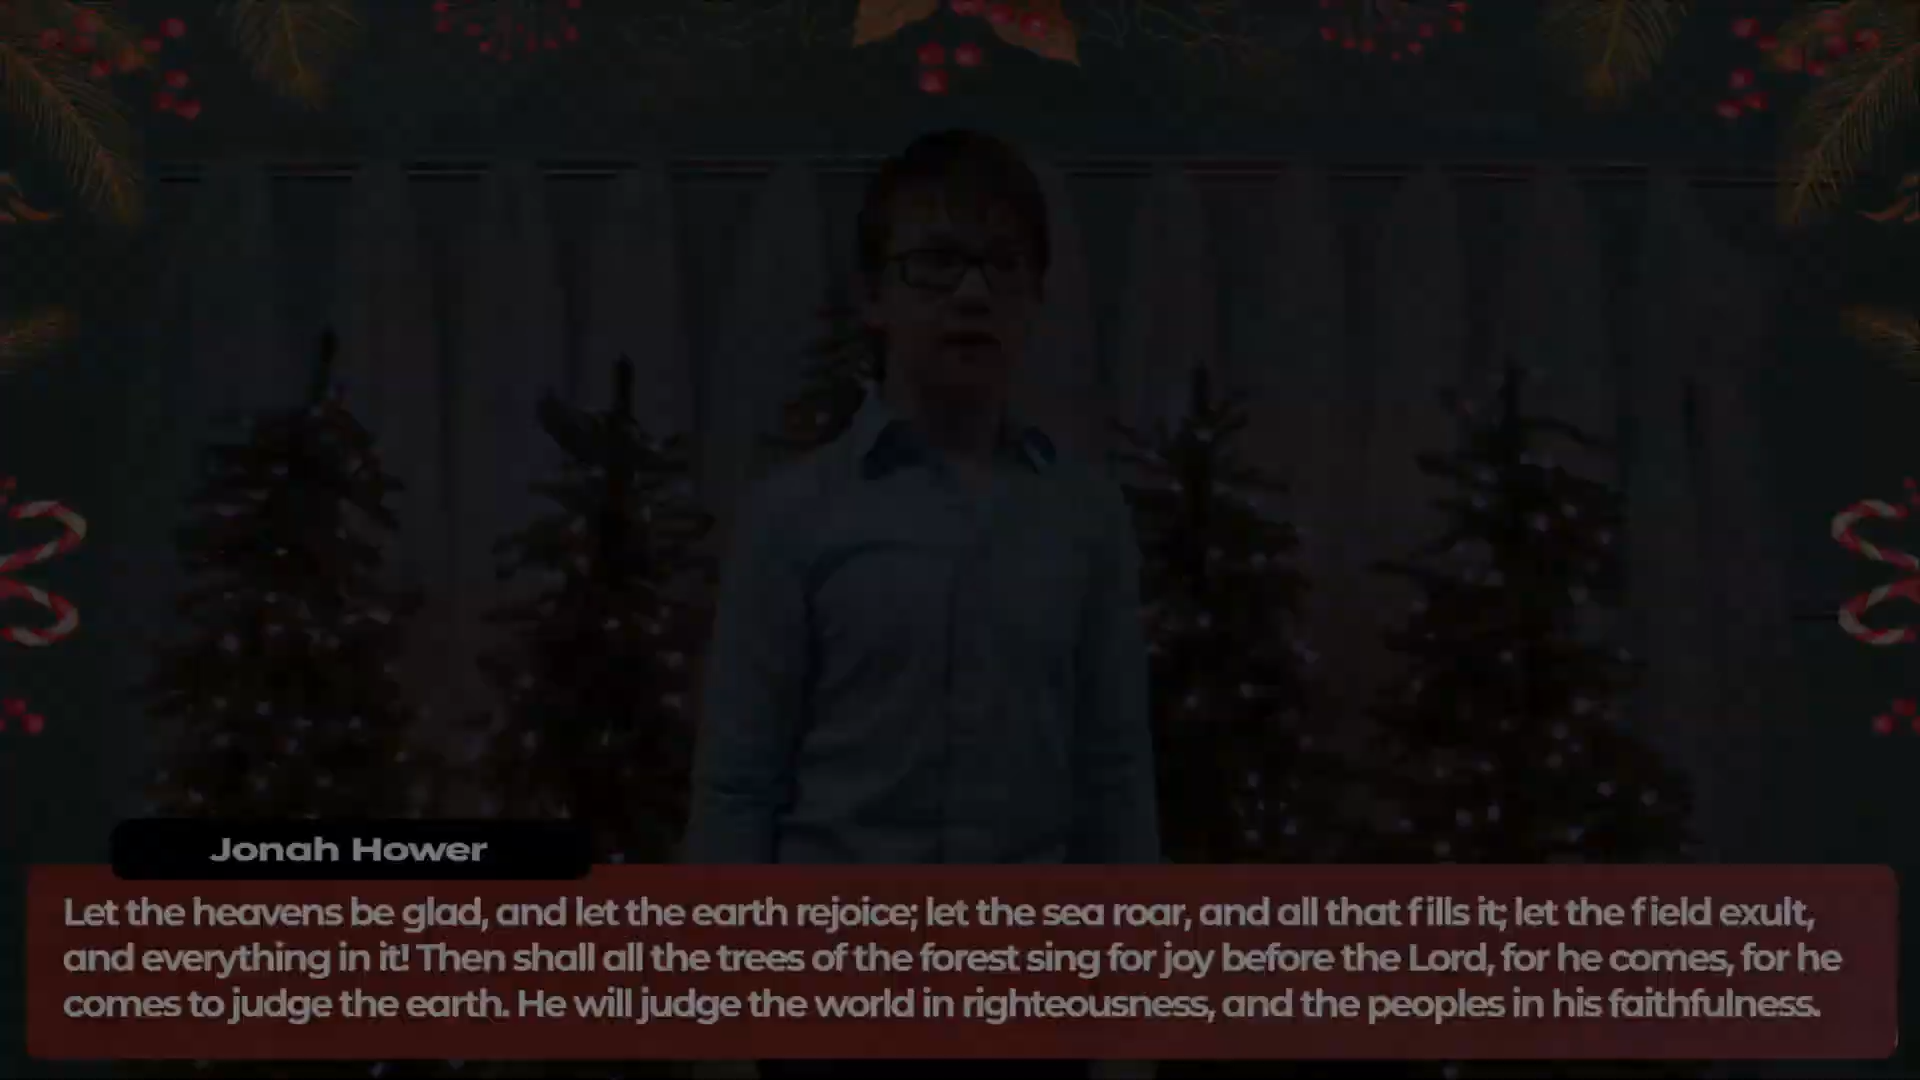 Jonah Hower
Let the heavens be glad, and let the earth rejoice; let the sea roar, and all that fills it; let the field exult,
and everything in it! Then shall all the trees of the forest sing for joy before the Lord, for he comes, for he
comes to judge the earth. He will judge the world in righteousness, and the peoples in his faithfulness.